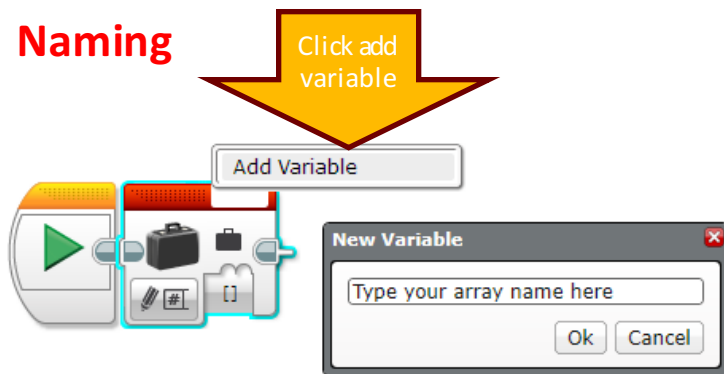 Naming
Click add
variable
Add Variable
New Variable
Type your array name here
#
[]
Ok Cancel